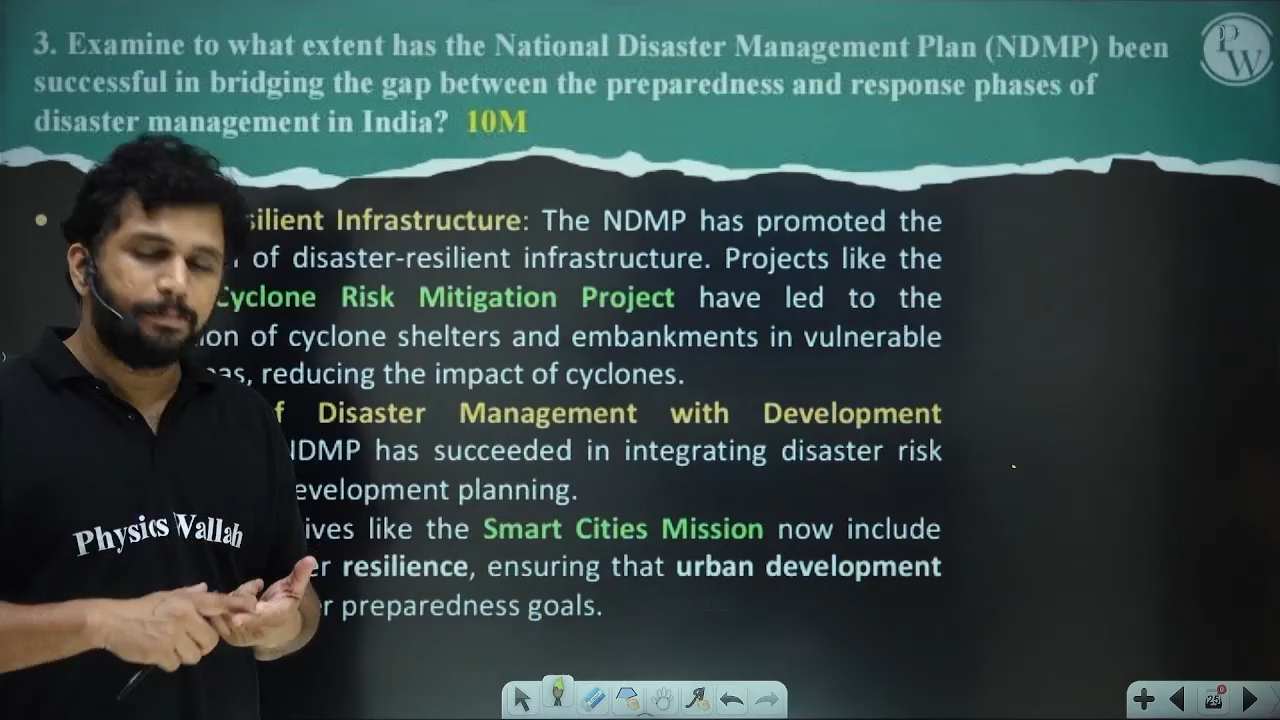 3. Examine to what extent has the National Disaster Management Plan (NDMP) been
successful in bridging the gap between the preparedness and response phases of
disaster management in India? 10M
PW
silient Infrastructure: The NDMP has promoted the
of disaster-resilient infrastructure. Projects like the
Cyclone Risk Mitigation Project have led to the
ion of cyclone shelters and embankments in vulnerable
as, reducing the impact of cyclones.
f Disaster Management with Development
NDMP has succeeded in integrating disaster risk
evelopment planning.
ives like the Smart Cities Mission now include
er resilience, ensuring that urban development
er preparedness goals.
Physics Wallah